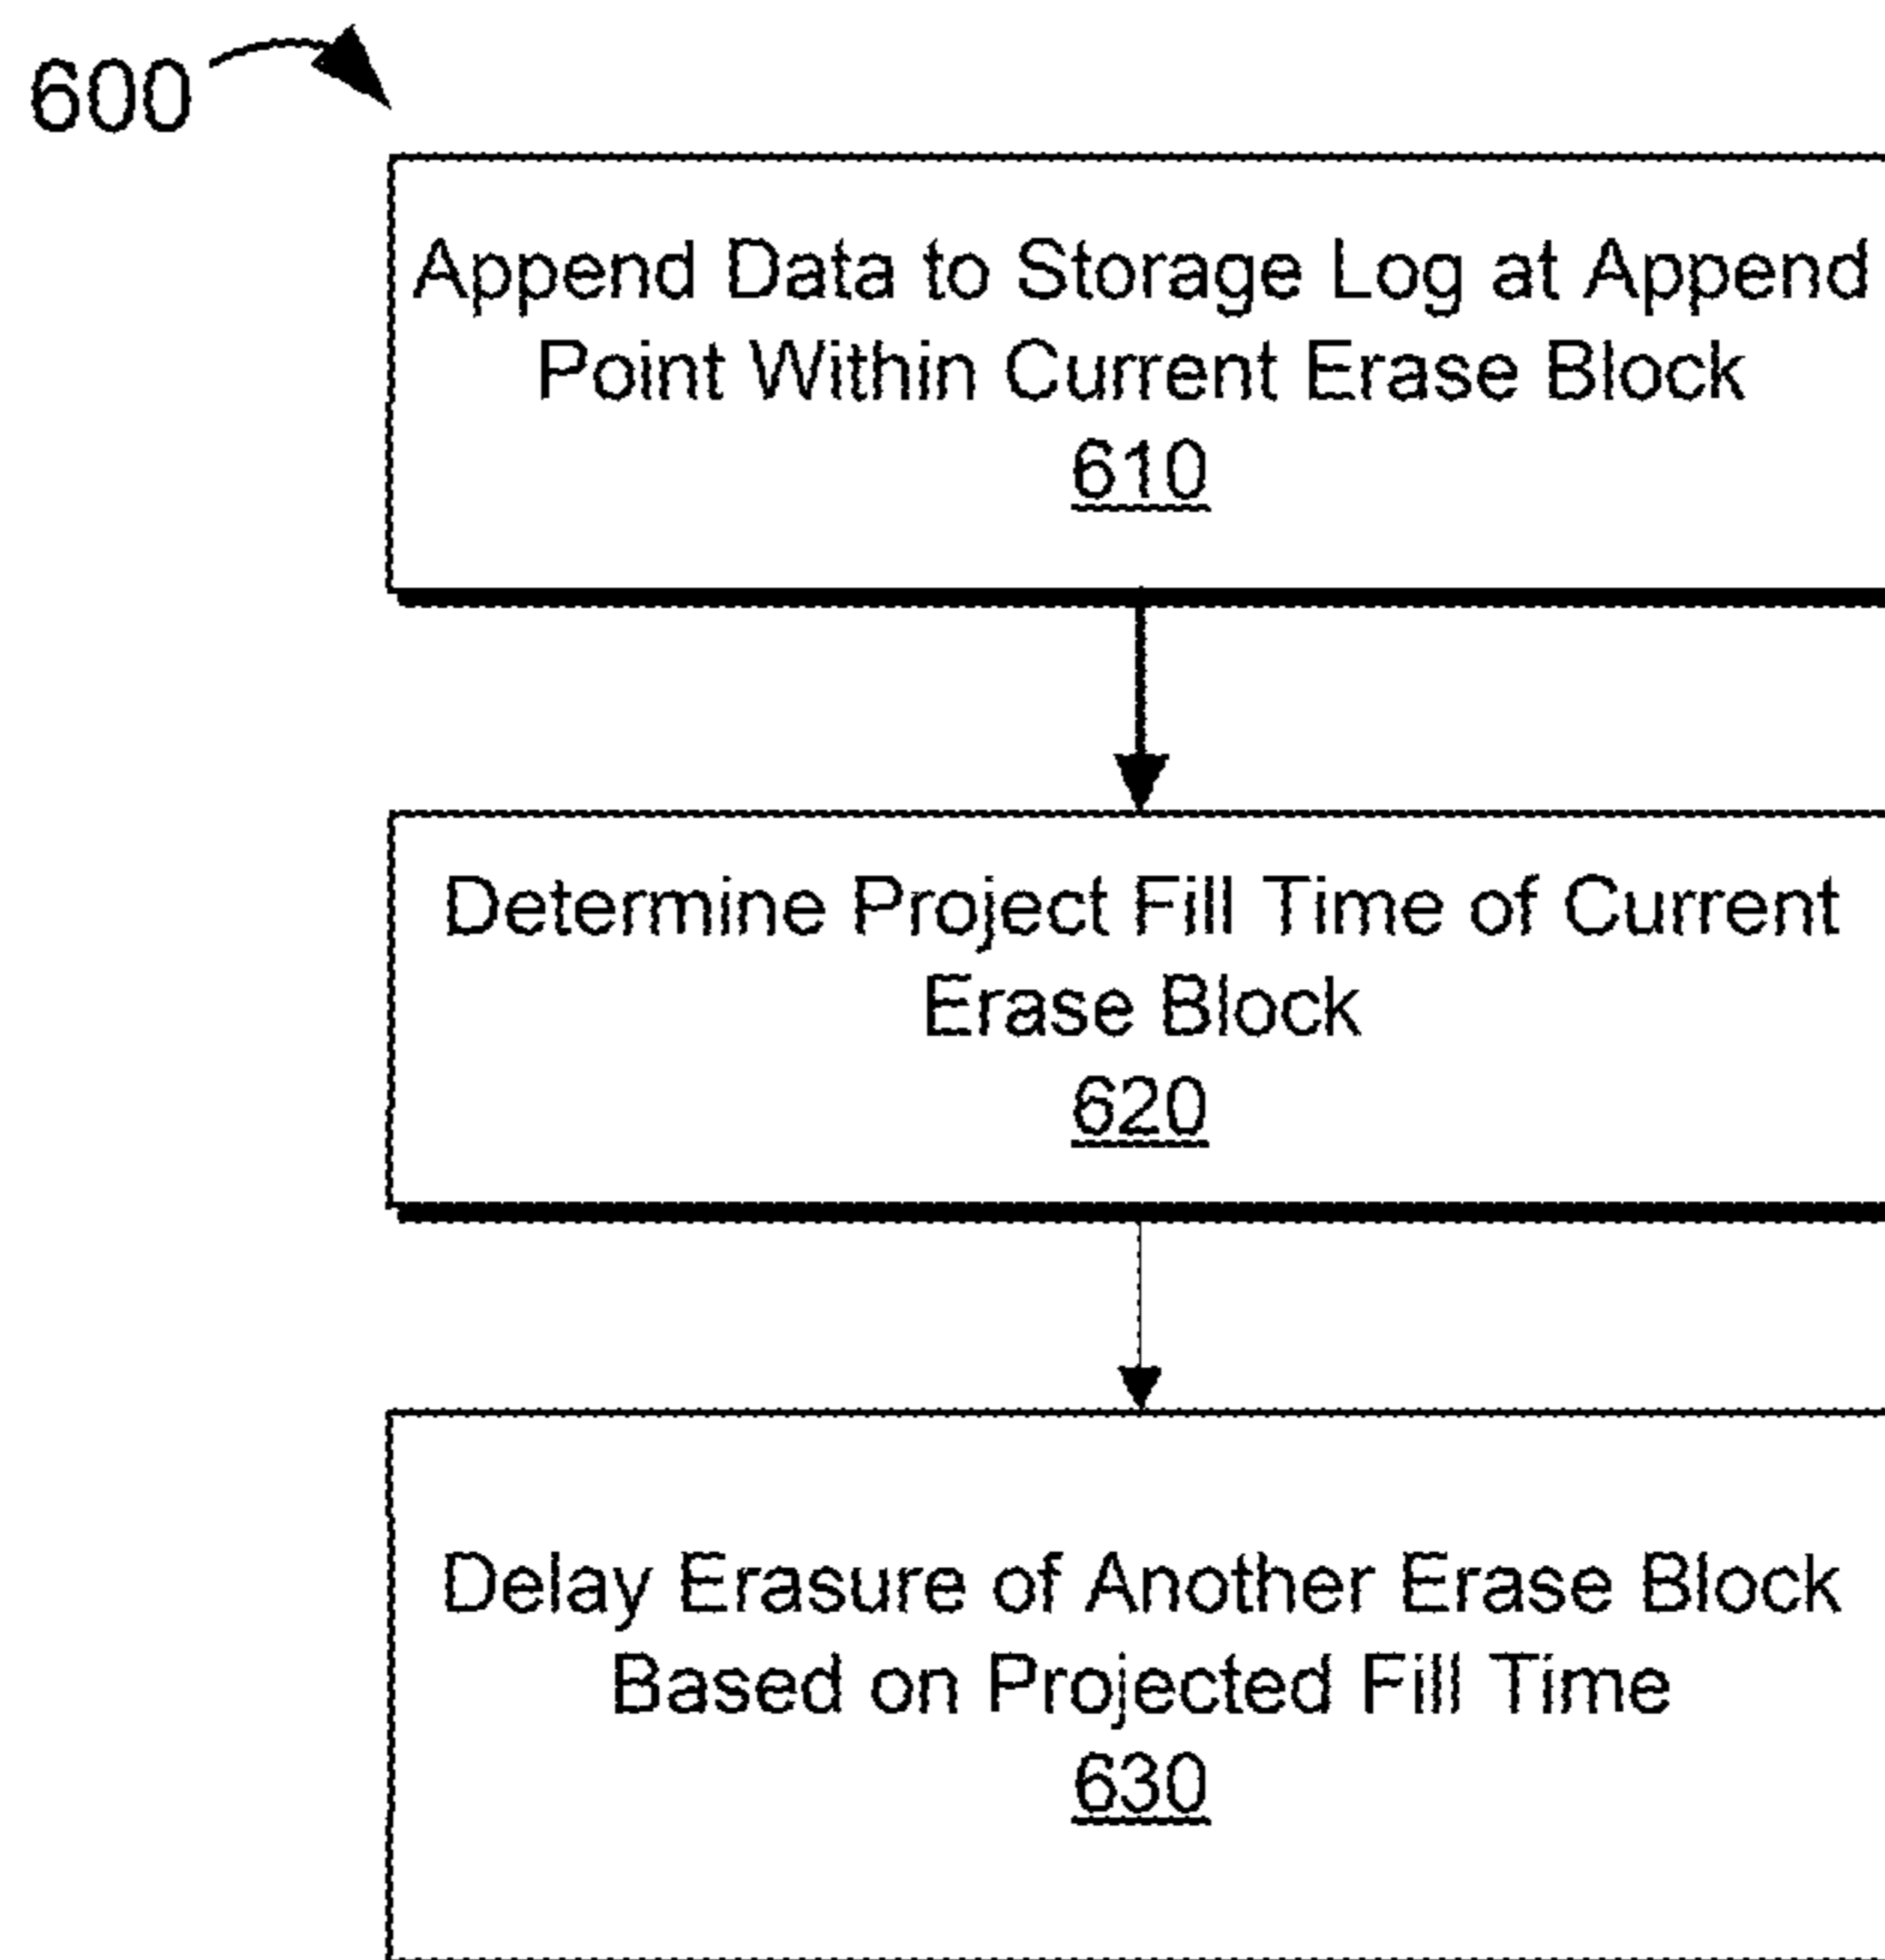 600
Append Data to Storage Log at Append
Point Within Current Erase Block
610
Determine Project Fill Time of Current
Erase Block
620
Delay Erasure of Another Erase Block
Based on Projected Fill Time
630